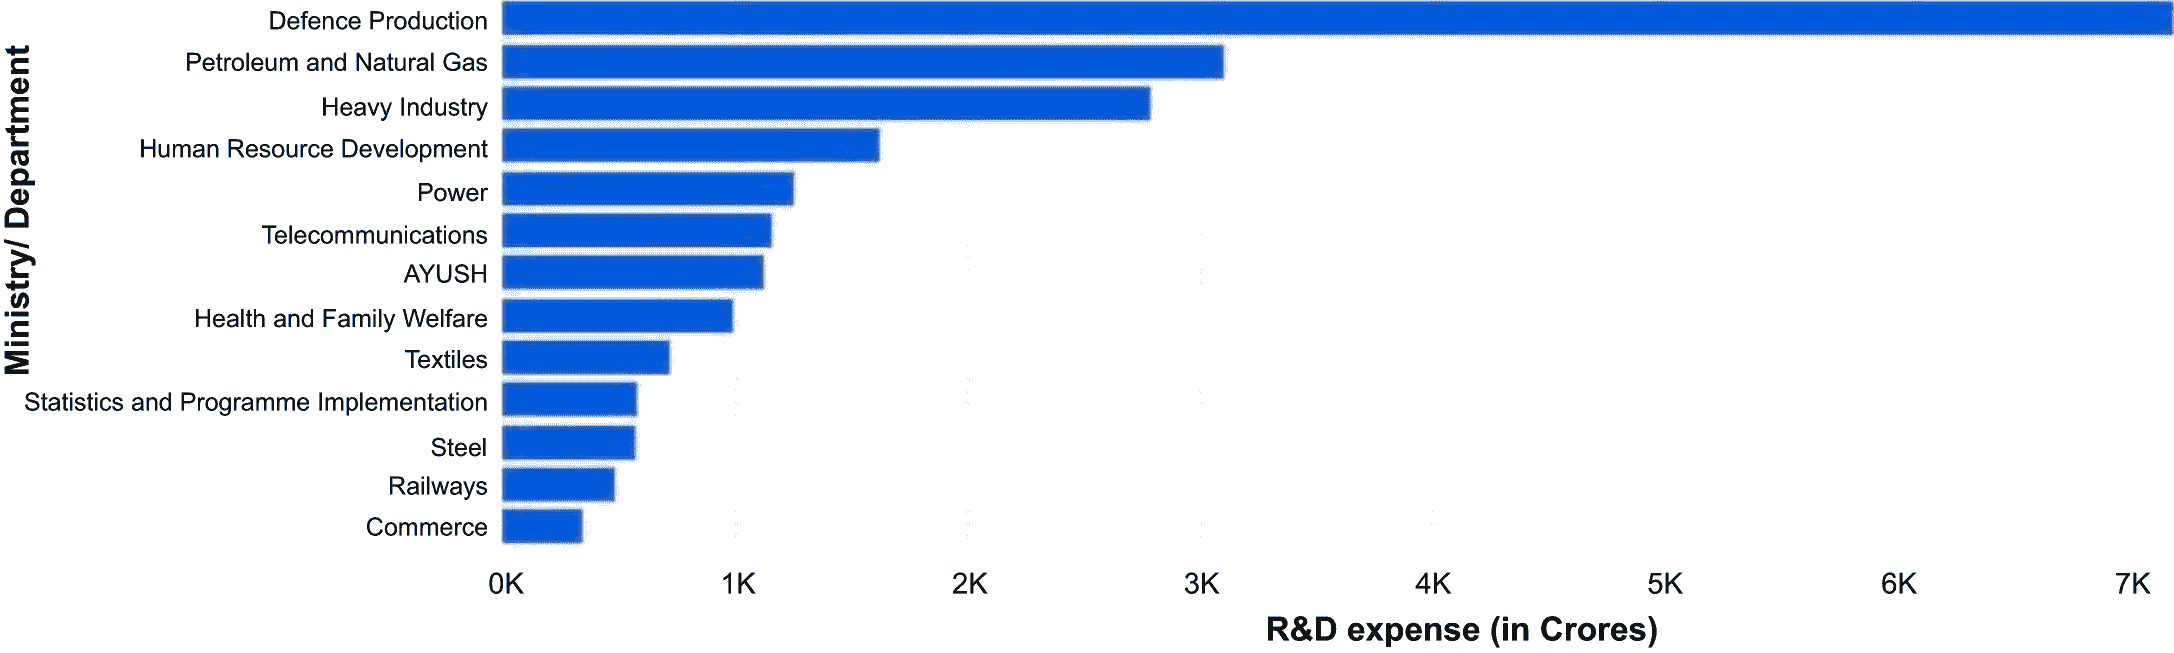 Ministry/ Department
Defence Production
Petroleum and Natural Gas
Heavy Industry
Human Resource Development
Power
Telecommunications
AYUSH
Health and Family Welfare
Textiles
Statistics and Programme Implementation
Steel
Railways
Commerce
0K 1K 2K 3K 4K 5K 6K 7K
R&D expense (in Crores)